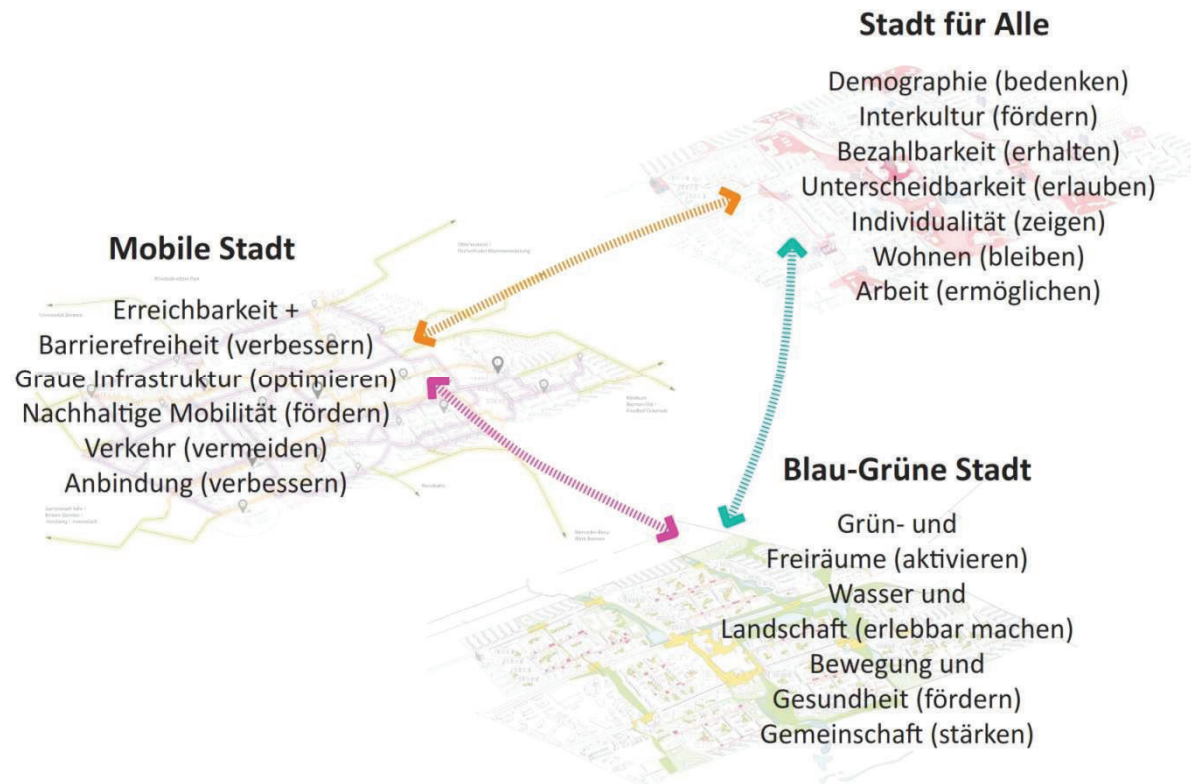 Stadt für Alle
Demographie (bedenken)
Interkultur (fördern)
Bezahlbarkeit (erhalten)
Unterscheidbarkeit (erlauben)
Individualität (zeigen)
Wohnen (bleiben)
Arbeit (ermöglichen)
Mobile Stadt
Erreichbarkeit +
Barrierefreiheit (verbessern)
Graue Infrastruktur (optimieren)
Nachhaltige Mobilität (fördern)
Verkehr (vermeiden)
Anbindung (verbessern)
Blau-Grüne Stadt
Grün- und
Freiräume (aktivieren)
Wasser und
Landschaft (erlebbar machen)
Bewegung und
Gesundheit (fördern)
Gemeinschaft (stärken)